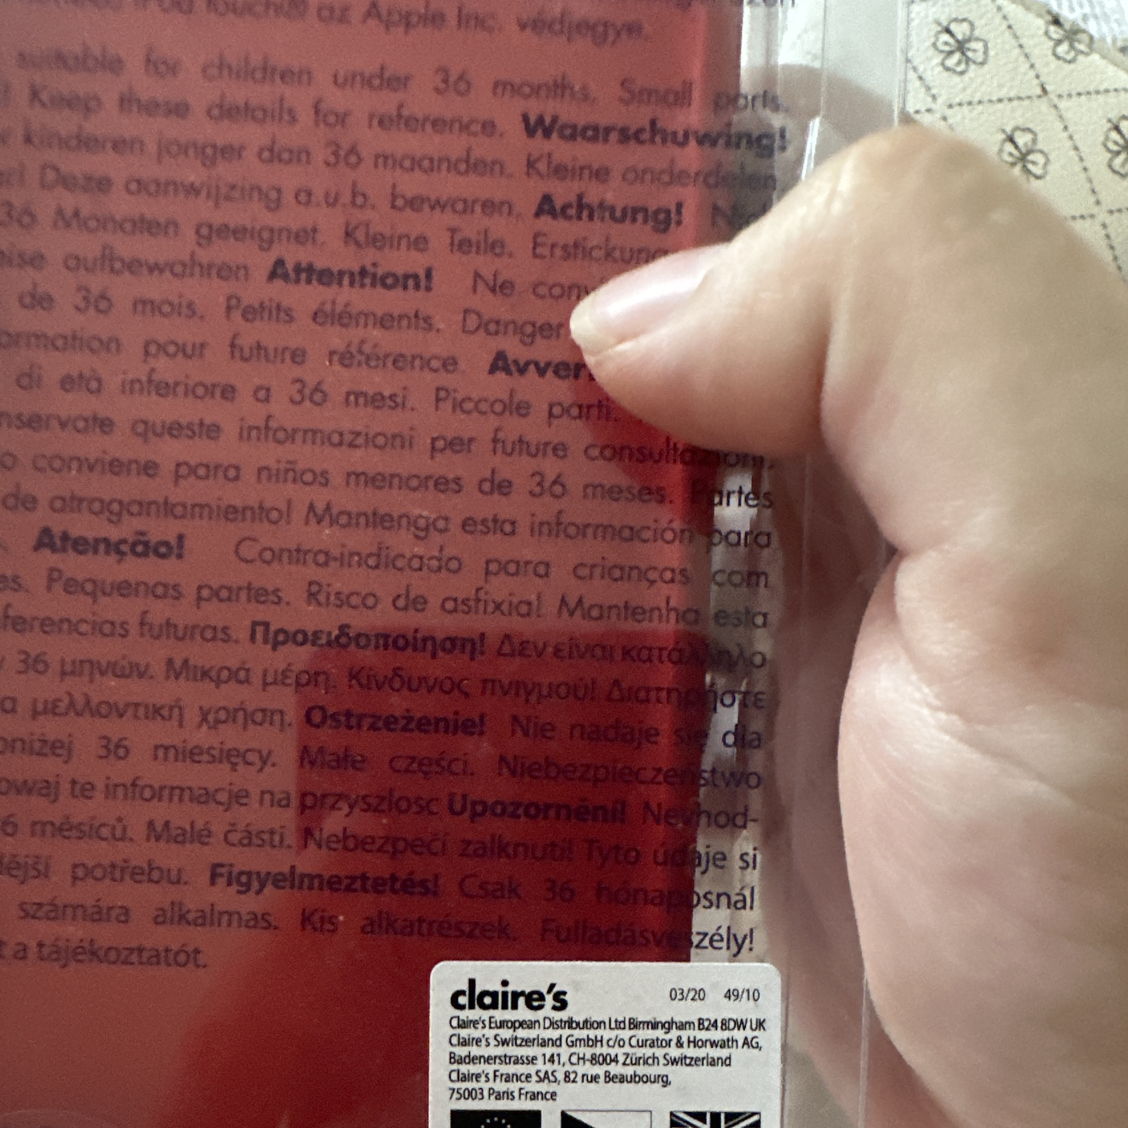 az Apple Inc. védjegye.
suitable for children under 36 months. Small parts.
! Keep these details for reference. Waarschuwing!
kinderen jonger dan 36 maanden. Kleine onderdelen
Deze aanwijzing a.u.b. bewaren. Achtung!
36 Monaten geeignet. Kleine Teile.
aufbewahren Attention! Ne
de 36 mois. Petits éléments. Danger
pour future référence.
di età inferiore a 36 mesi. Piccole parti.
queste informazioni per future consultazioni.
conviene para niños menores de 36 meses. Partes
de atragantamiento! Mantenga esta información para
Atenção! Contra-indicado para crianças com
Pequenas partes. Risco de asfixia! Mantenha esta
futuras. Προειδοποίηση! Δεν είναι κατάλληλο
36 μηνών. Μικρά μέρη. Κίνδυνος πνιγμού! Διατηρήστε
μελλοντική χρήση. Ostrzeżenie! Nie nadaje się dla
36 miesięcy. Małe części. Niebezpieczeństwo
te informacje na przyszlosc Upozornění! Nevhod-
6 měsíců. Malé části. Nebezpečí zalknutí! Tyto údaje si
potřebu. Figyelmeztetés! Csak 36 hónaposnál
számára alkalmas. Kis alkatrészek. Fulladásveszély!
a tájékoztatót.
claire's 03/20 49/10
Claire's European Distribution Ltd Birmingham B24 8DW UK
Claire's Switzerland GmbH c/o Curator & Horwath AG,
Badenerstrasse 141, CH-8004 Zürich Switzerland
Claire's France SAS, 82 rue Beaubourg,
75003 Paris France